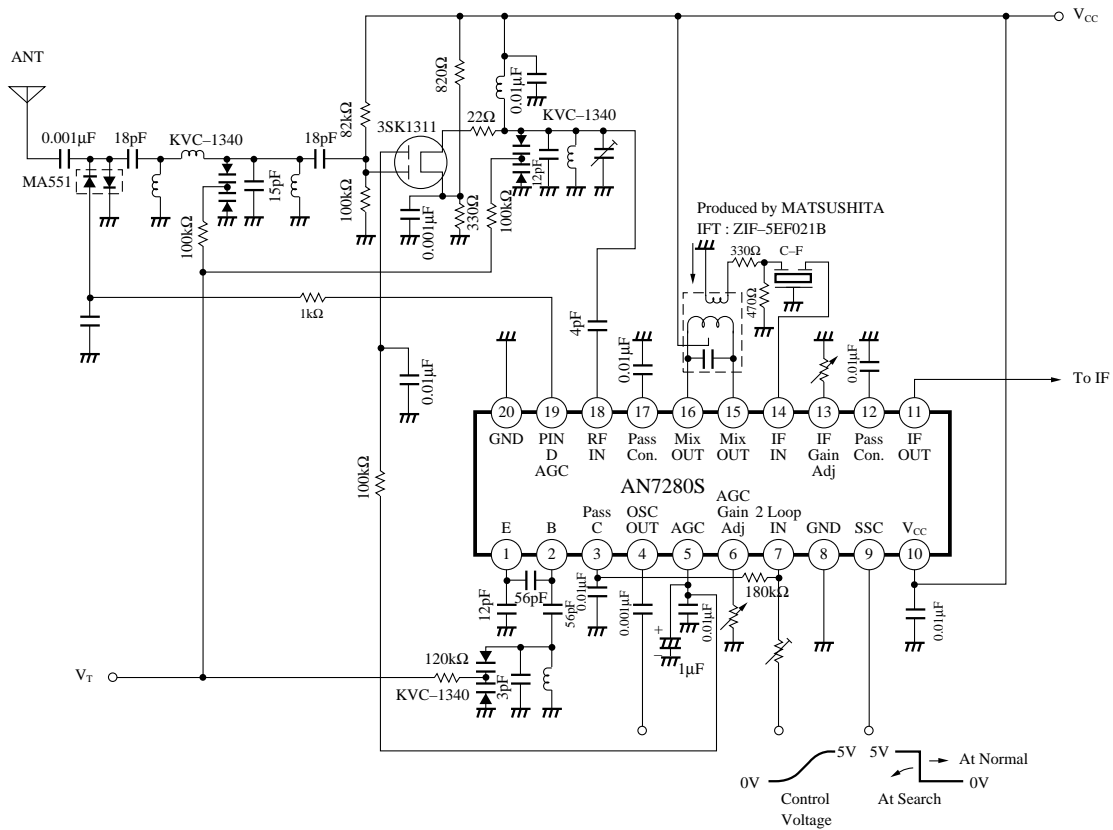 V_CC
ANT
0.001μF
18pF
KVC–1340
MA551
100kΩ
15pF
18pF
82kΩ
100kΩ
3SK1311
0.001μF
820Ω
330Ω
22Ω
100kΩ
0.01μF
KVC–1340
12pF
Produced by MATSUSHITA
IFT : ZIF–5EF021B
330Ω
C–F
470Ω
1kΩ
0.01μF
4pF
0.01μF
0.01μF
To IF
20
19
18
17
16
15
14
13
12
11
GND
PIN
D
AGC
RF
IN
Pass
Con.
Mix
OUT
Mix
OUT
IF
IN
IF
Gain
Adj
Pass
Con.
IF
OUT
100kΩ
AN7280S
E
B
Pass
C
OSC
OUT
AGC
AGC
Gain
Adj
2 Loop
IN
GND
SSC
V_CC
1
2
3
4
5
6
7
8
9
10
12pF
56pF
56pF
0.01μF
0.001μF
+
−
1μF
0.01μF
180kΩ
0.01μF
V_T
120kΩ
KVC–1340
3pF
0V
5V
Control
Voltage
5V
At Normal
0V
At Search